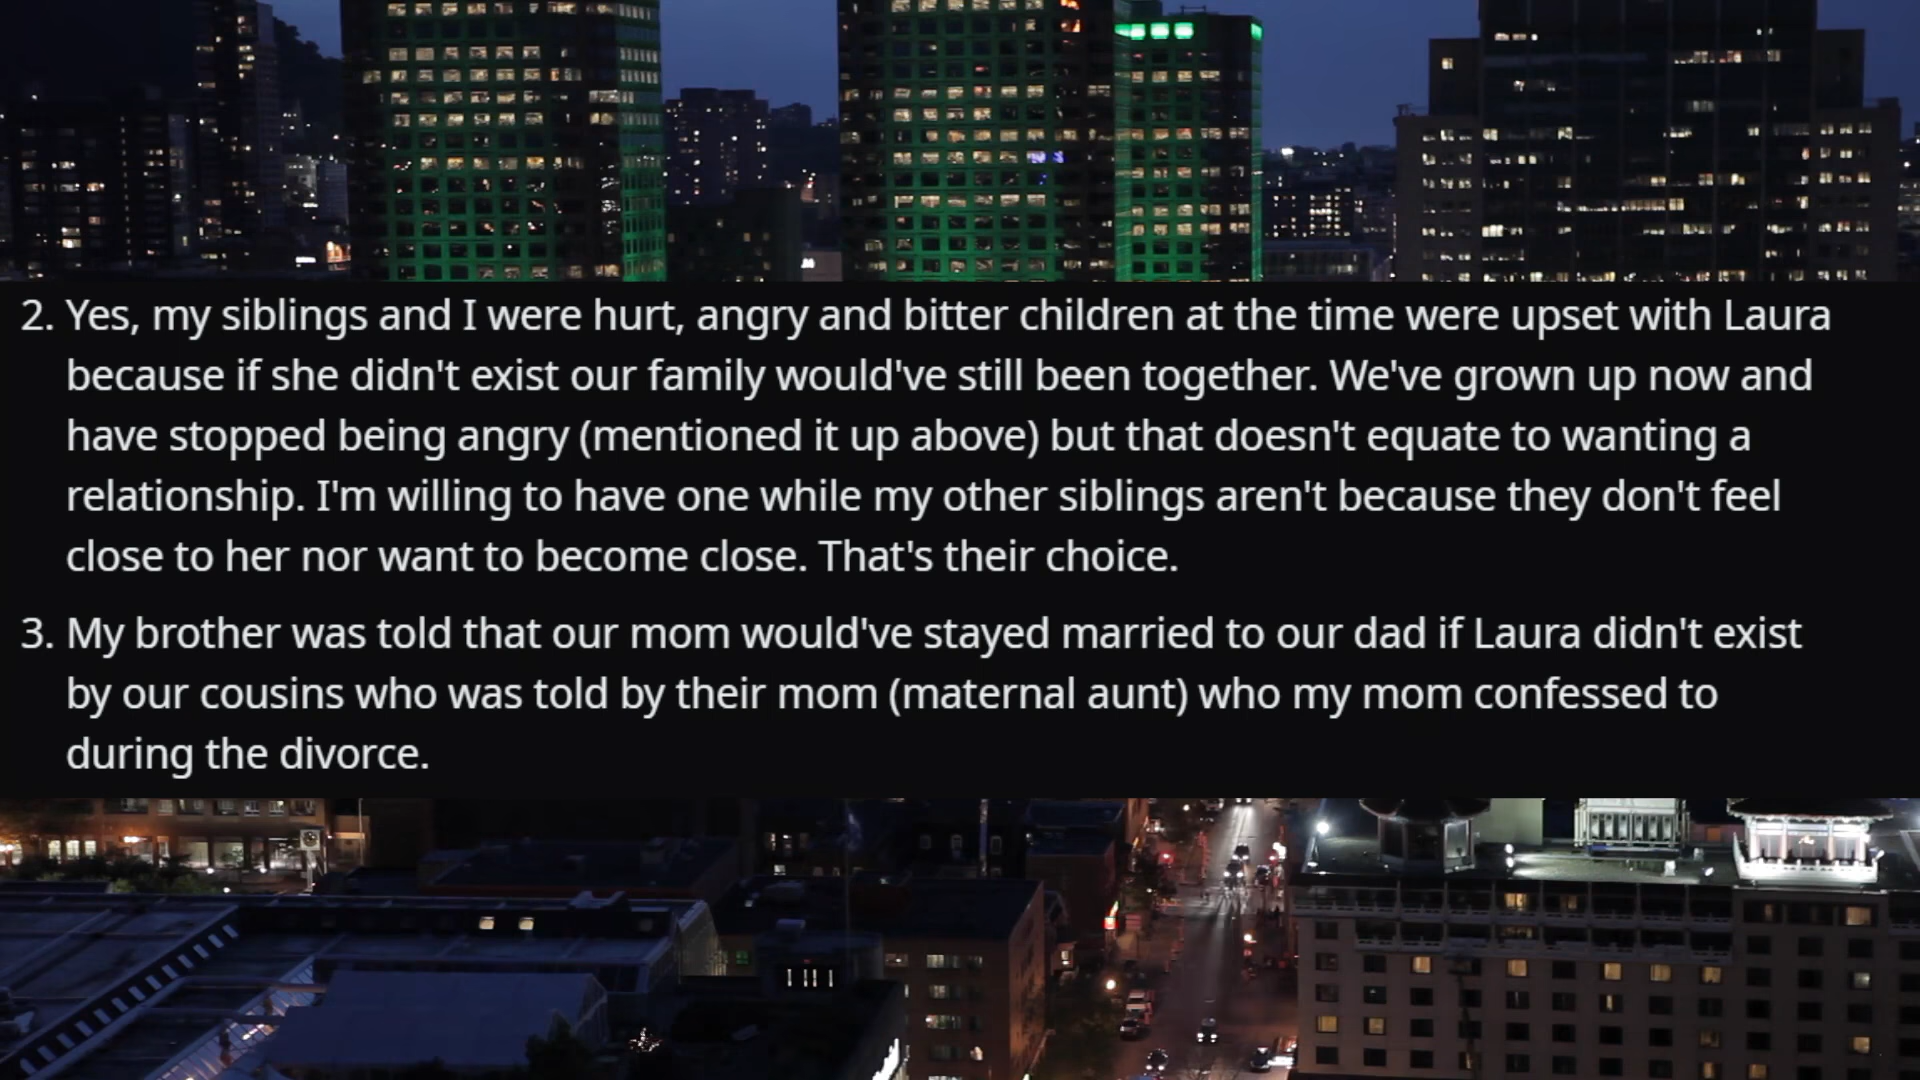 2. Yes, my siblings and I were hurt, angry and bitter children at the time were upset with Laura
because if she didn't exist our family would've still been together. We've grown up now and
have stopped being angry (mentioned it up above) but that doesn't equate to wanting a
relationship. I'm willing to have one while my other siblings aren't because they don't feel
close to her nor want to become close. That's their choice.
3. My brother was told that our mom would've stayed married to our dad if Laura didn't exist
by our cousins who was told by their mom (maternal aunt) who my mom confessed to
during the divorce.